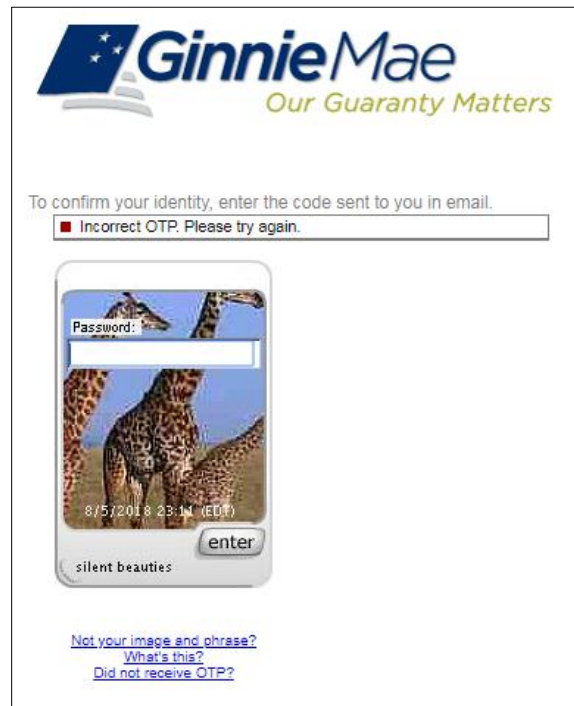 Ginnie Mae
Our Guaranty Matters
To confirm your identity, enter the code sent to you in email.
Incorrect OTP. Please try again.
Password:
8/5/2018 23:11 (EDT)
enter
silent beauties
Not your image and phrase?
What's this?
Did not receive OTP?